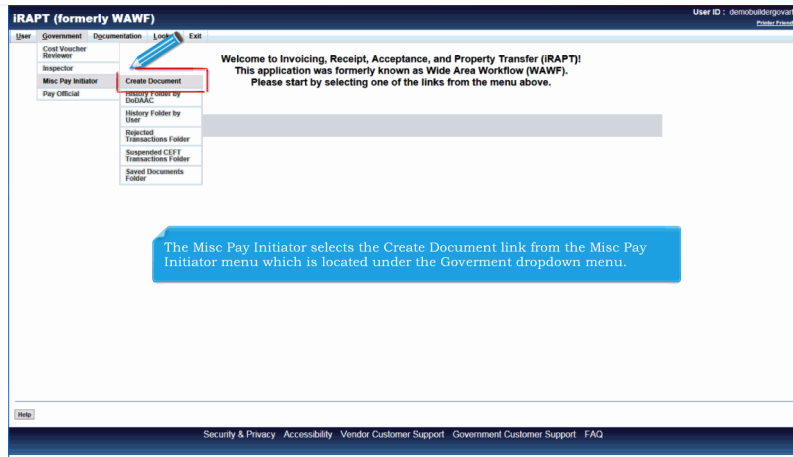 iRAPT (formerly WAWF)
User ID : demobuildergovart
Printer Friend
User Government Documentation Exit
Cost Voucher
Reviewer
Inspector
Misc Pay Initiator
Pay Official
Create Document
History Folder by
DoDAAC
History Folder by
User
Rejected
Transactions Folder
Suspended CEFT
Transactions Folder
Saved Documents
Folder
Welcome to Invoicing, Receipt, Acceptance, and Property Transfer (iRAPT)!
This application was formerly known as Wide Area Workflow (WAWF).
Please start by selecting one of the links from the menu above.
The Misc Pay Initiator selects the Create Document link from the Misc Pay
Initiator menu which is located under the Goverment dropdown menu.
Help
Security & Privacy Accessibility Vendor Customer Support Government Customer Support FAQ